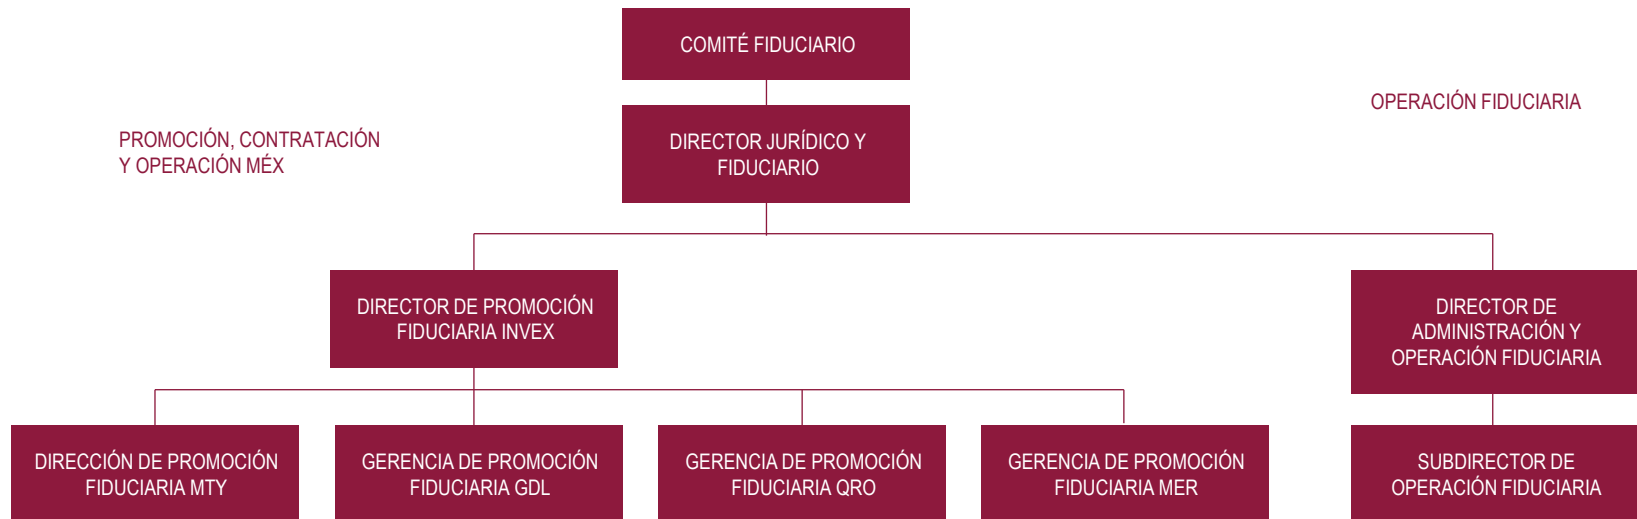 COMITÉ FIDUCIARIO
OPERACIÓN FIDUCIARIA
PROMOCIÓN, CONTRATACIÓN
Y OPERACIÓN MÉX
DIRECTOR JURÍDICO Y
FIDUCIARIO
DIRECTOR DE PROMOCIÓN
FIDUCIARIA INVEX
DIRECTOR DE
ADMINISTRACIÓN Y
OPERACIÓN FIDUCIARIA
DIRECCIÓN DE PROMOCIÓN
FIDUCIARIA MTY
GERENCIA DE PROMOCIÓN
FIDUCIARIA GDL
GERENCIA DE PROMOCIÓN
FIDUCIARIA QRO
GERENCIA DE PROMOCIÓN
FIDUCIARIA MER
SUBDIRECTOR DE
OPERACIÓN FIDUCIARIA